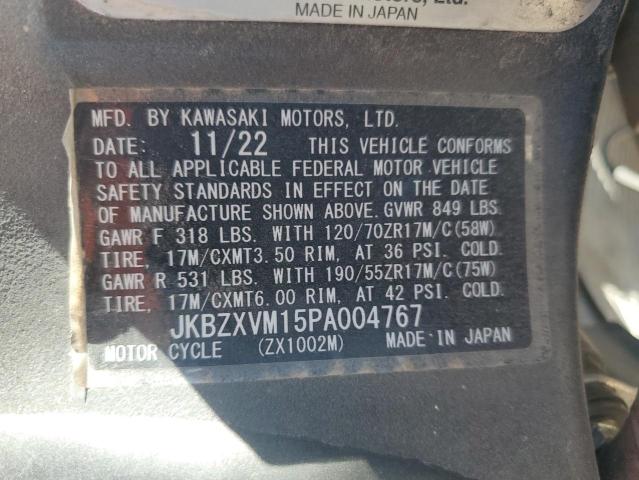 Motors, Ltd.
MADE IN JAPAN
MFD. BY KAWASAKI MOTORS, LTD.
DATE: 11/22 THIS VEHICLE CONFORMS
TO ALL APPLICABLE FEDERAL MOTOR VEHICLE
SAFETY STANDARDS IN EFFECT ON THE DATE
OF MANUFACTURE SHOWN ABOVE. GVWR 849 LBS.
GAWR F 318 LBS. WITH 120/70ZR17M/C(58W)
TIRE, 17M/CXMT3.50 RIM, AT 36 PSI. COLD.
GAWR R 531 LBS. WITH 190/55ZR17M/C(75W)
TIRE, 17M/CXMT6.00 RIM, AT 42 PSI. COLD.
JKBZXVM15PA004767
MOTOR CYCLE (ZX1002M) MADE IN JAPAN